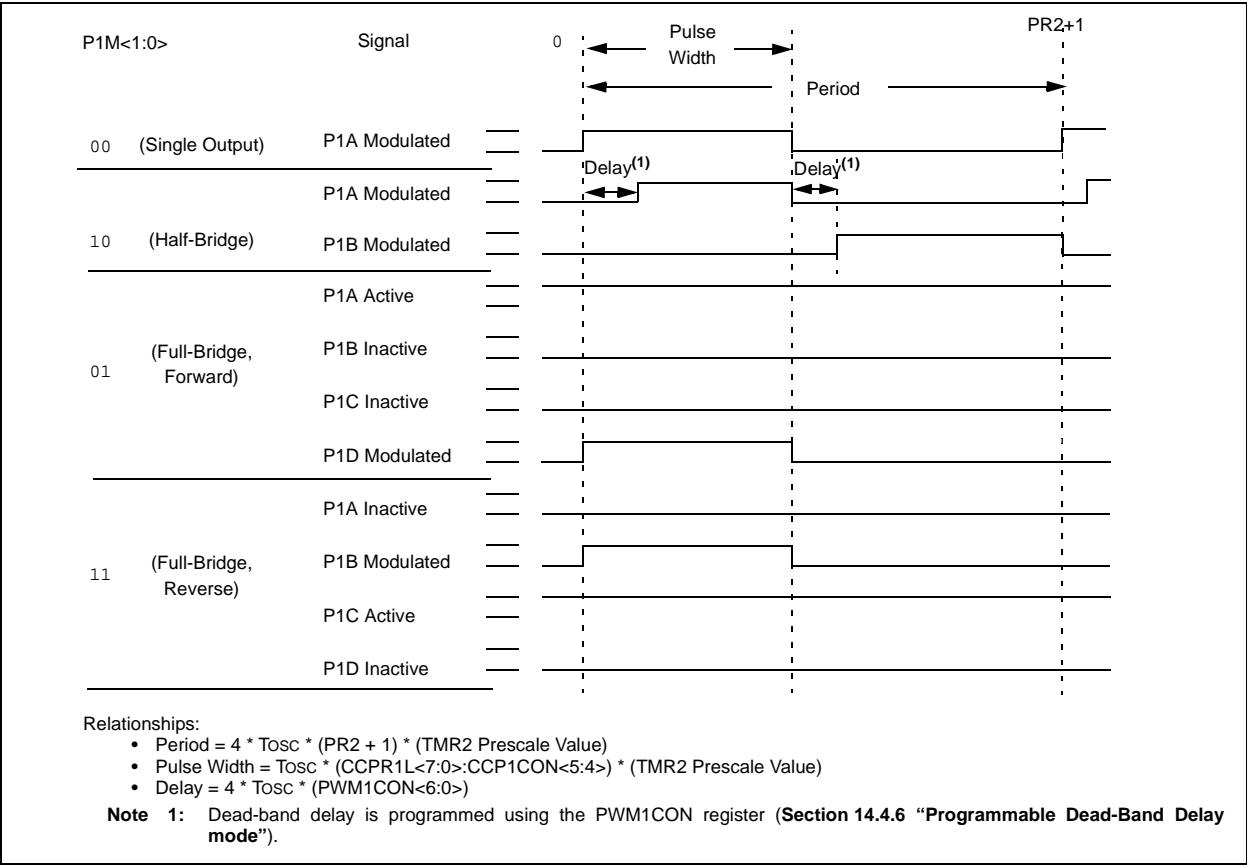 P1M<1:0> Signal 0 Pulse Width PR2+1
Period
00 (Single Output) P1A Modulated
Delay(1) Delay(1)
P1A Modulated
10 (Half-Bridge) P1B Modulated
P1A Active
P1B Inactive
01 (Full-Bridge, Forward)
P1C Inactive
P1D Modulated
P1A Inactive
P1B Modulated
11 (Full-Bridge, Reverse)
P1C Active
P1D Inactive
Relationships:
• Period = 4 * TOSC * (PR2 + 1) * (TMR2 Prescale Value)
• Pulse Width = TOSC * (CCPR1L<7:0>:CCP1CON<5:4>) * (TMR2 Prescale Value)
• Delay = 4 * TOSC * (PWM1CON<6:0>)
Note 1: Dead-band delay is programmed using the PWM1CON register (Section 14.4.6 “Programmable Dead-Band Delay
mode”).